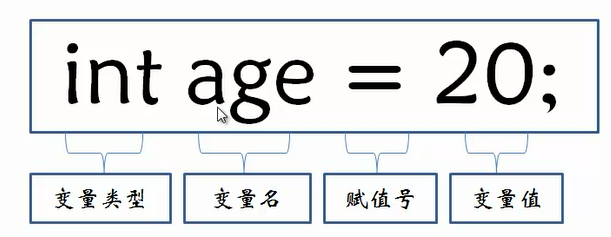 int age = 20;
变量类型 变量名 赋值号 变量值